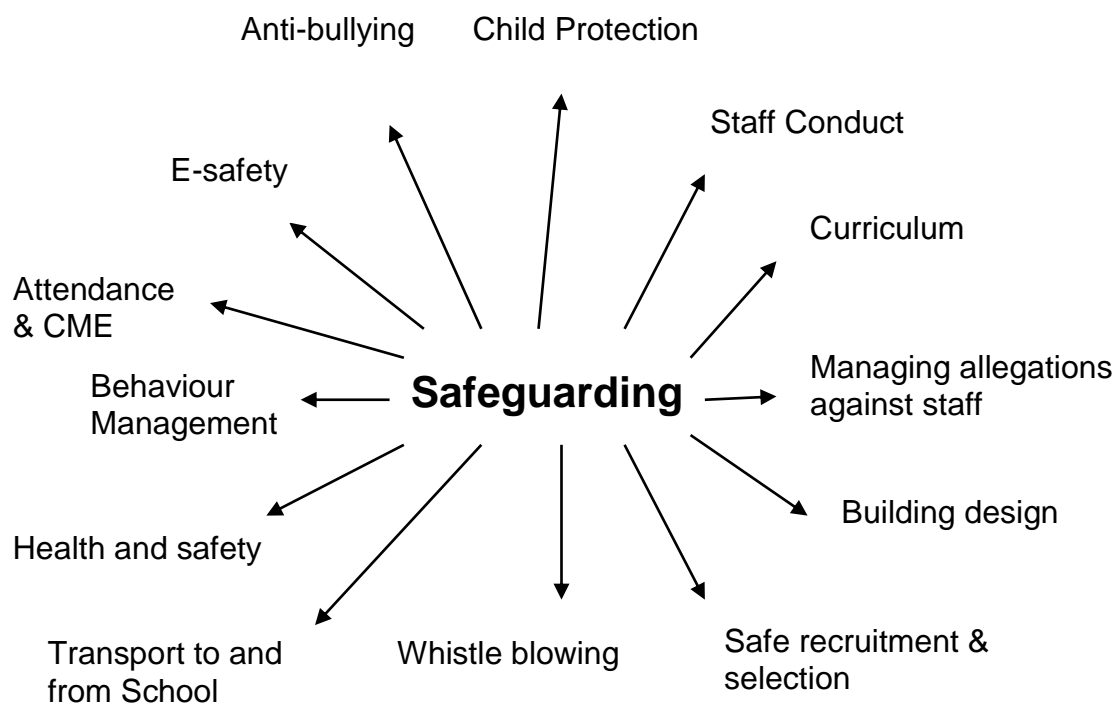 Anti-bullying
Child Protection
Staff Conduct
E-safety
Curriculum
Attendance
& CME
Managing allegations
against staff
Behaviour
Management
Safeguarding
Building design
Health and safety
Transport to and
from School
Whistle blowing
Safe recruitment &
selection